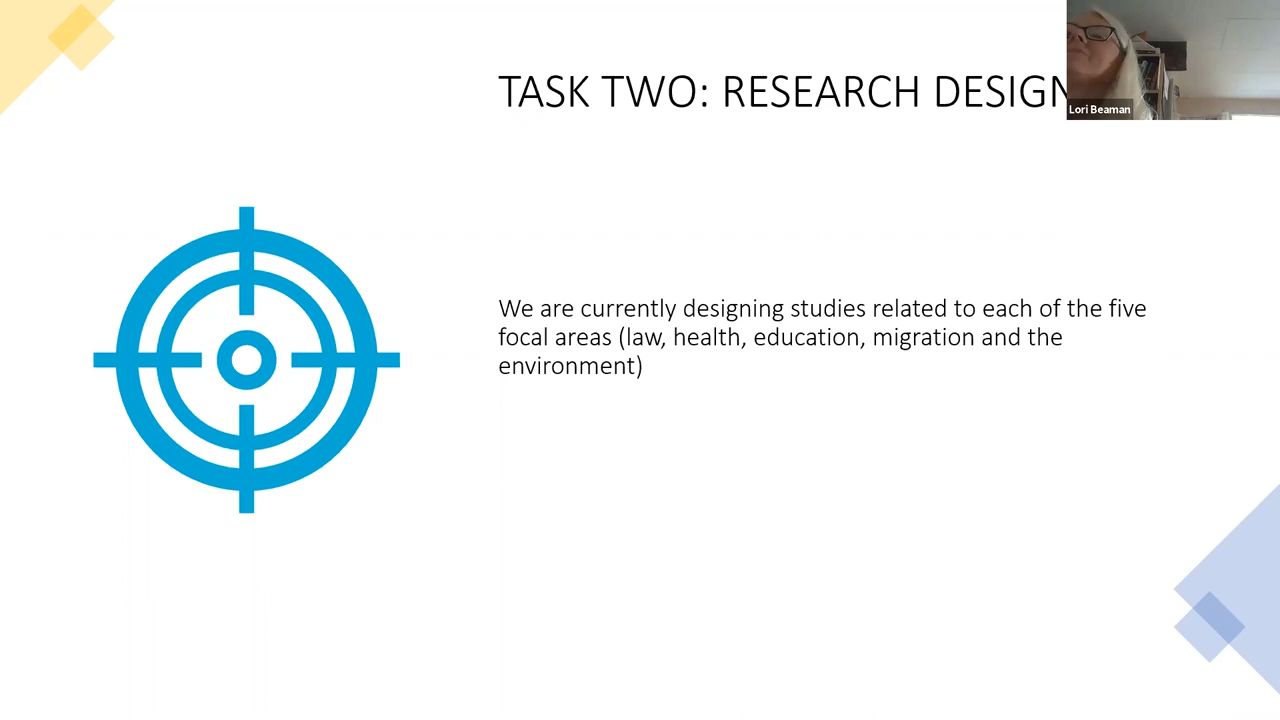 TASK TWO: RESEARCH DESIGN
Lori Beaman
We are currently designing studies related to each of the five
focal areas (law, health, education, migration and the
environment)